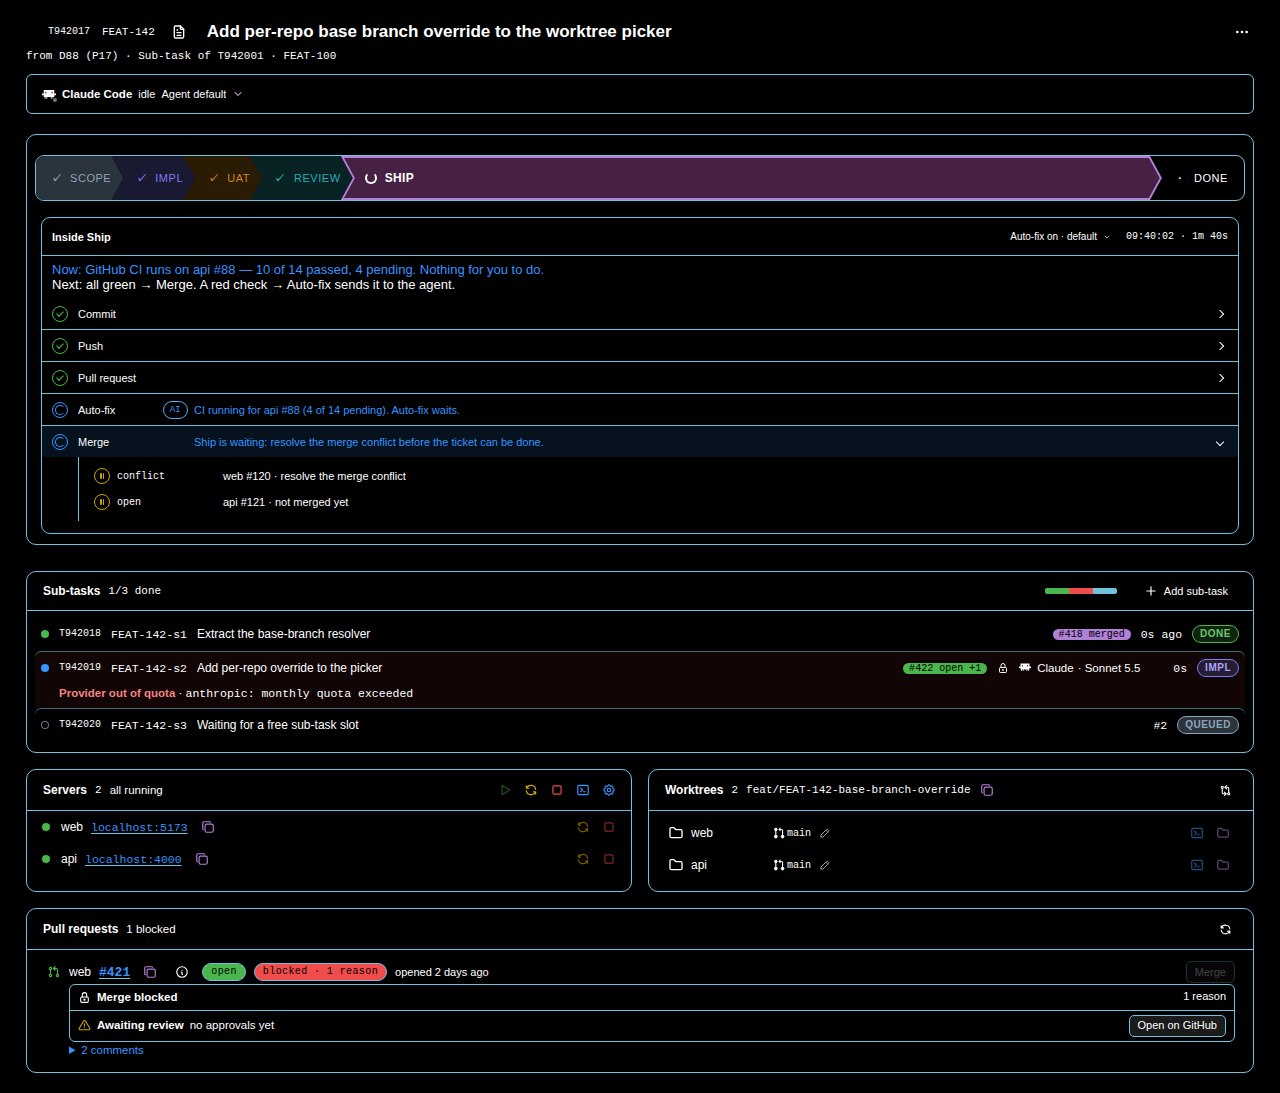 T942017 FEAT-142 Add per-repo base branch override to the worktree picker
from D88 (P17) · Sub-task of T942001 · FEAT-100
Claude Code idle Agent default
SCOPE IMPL UAT REVIEW SHIP · DONE
Inside Ship Auto-fix on · default 09:40:02 · 1m 40s
Now: GitHub CI runs on api #88 — 10 of 14 passed, 4 pending. Nothing for you to do.
Next: all green → Merge. A red check → Auto-fix sends it to the agent.
Commit
Push
Pull request
Auto-fix AI CI running for api #88 (4 of 14 pending). Auto-fix waits.
Merge Ship is waiting: resolve the merge conflict before the ticket can be done.
conflict web #120 · resolve the merge conflict
open api #121 · not merged yet
Sub-tasks 1/3 done Add sub-task
T942018 FEAT-142-s1 Extract the base-branch resolver #418 merged 0s ago DONE
T942019 FEAT-142-s2 Add per-repo override to the picker #422 open +1 Claude · Sonnet 5.5 0s IMPL
Provider out of quota · anthropic: monthly quota exceeded
T942020 FEAT-142-s3 Waiting for a free sub-task slot #2 QUEUED
Servers 2 all running
web localhost:5173
api localhost:4000
Worktrees 2 feat/FEAT-142-base-branch-override
web main
api main
Pull requests 1 blocked
web #421 open blocked · 1 reason opened 2 days ago Merge
Merge blocked 1 reason
Awaiting review no approvals yet Open on GitHub
2 comments